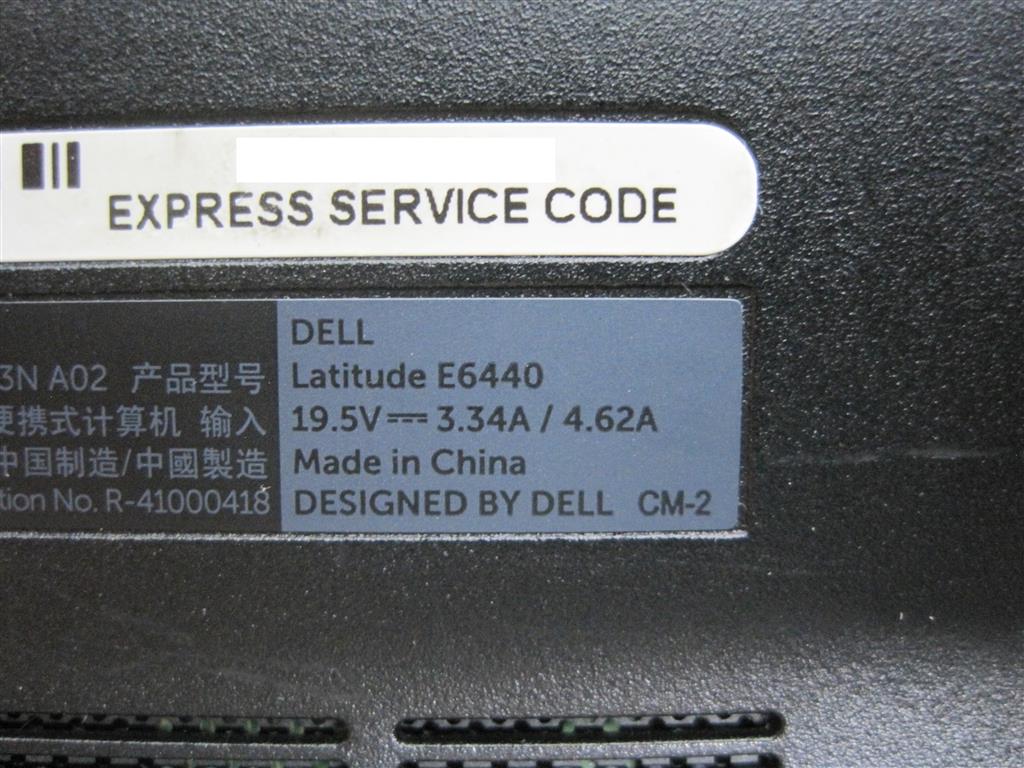 EXPRESS SERVICE CODE
DELL
3N A02 产品型号 Latitude E6440
便携式计算机 输入 19.5V⎓3.34A / 4.62A
中国制造/中國製造 Made in China
tion No. R-41000418 DESIGNED BY DELL CM-2